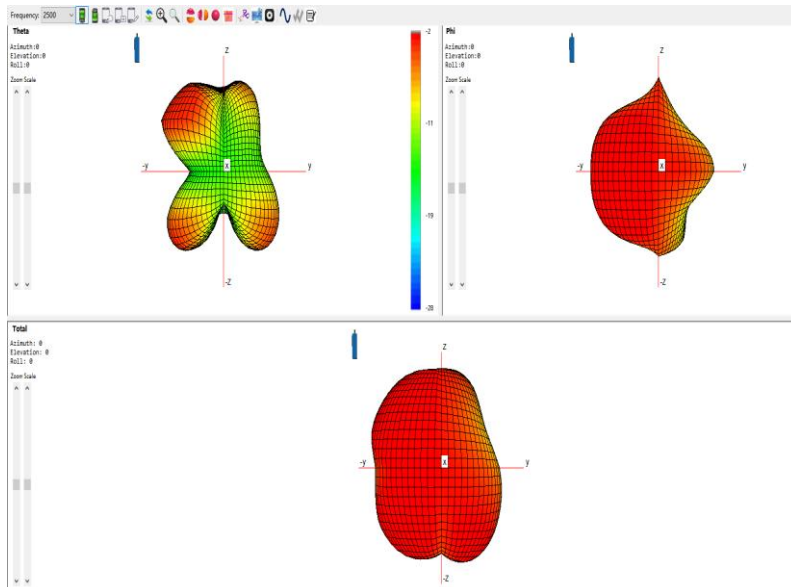 Frequency: 2500
Theta
Azimuth:0
Elevation:0
Roll:0
Zoom Scale
z
-y
x
y
-z
-2
-11
-19
-28
Phi
Azimuth:0
Elevation:0
Roll:0
Zoom Scale
z
-y
x
y
-z
Total
Azimuth: 0
Elevation: 0
Roll: 0
Zoom Scale
z
-y
x
y
-z